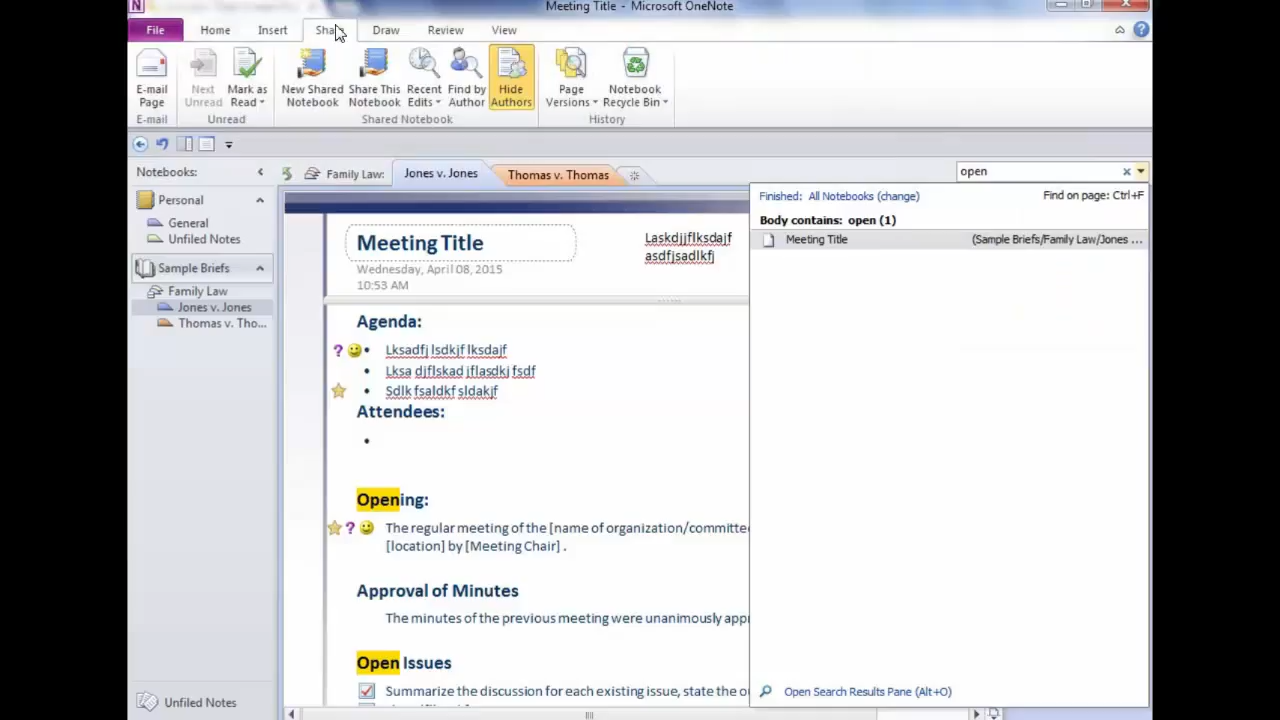 Meeting Title - Microsoft OneNote
File Home Insert Share Draw Review View
E-mail Page
Next Unread
Mark as Read
New Shared Notebook
Share This Notebook
Recent Edits
Find by Author
Hide Authors
Page Versions
Notebook Recycle Bin
E-mail Unread Shared Notebook History
Notebooks: Family Law: Jones v. Jones Thomas v. Thomas open
Personal
General
Unfiled Notes
Sample Briefs
Family Law
Jones v. Jones
Thomas v. Tho...
Unfiled Notes
Meeting Title
Wednesday, April 08, 2015
10:53 AM
Laskdjjflksdajf
asdfjsadlkfj
Agenda:
? • Lksadfj lsdkjf lksdajf
• Lksa djflskad jflasdkj fsdf
• Sdlk fsaldkf sldakjf
Attendees:
•
Opening:
? The regular meeting of the [name of organization/committe
[location] by [Meeting Chair] .
Approval of Minutes
The minutes of the previous meeting were unanimously app
Open Issues
Summarize the discussion for each existing issue, state the o
Finished: All Notebooks (change) Find on page: Ctrl+F
Body contains: open (1)
Meeting Title (Sample Briefs/Family Law/Jones ...
Open Search Results Pane (Alt+O)